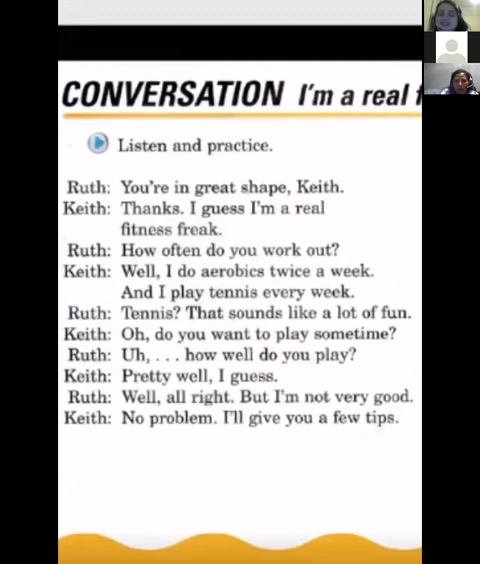 CONVERSATION I'm a real
Listen and practice.
Ruth: You're in great shape, Keith.
Keith: Thanks. I guess I'm a real
fitness freak.
Ruth: How often do you work out?
Keith: Well, I do aerobics twice a week.
And I play tennis every week.
Ruth: Tennis? That sounds like a lot of fun.
Keith: Oh, do you want to play sometime?
Ruth: Uh, . . . how well do you play?
Keith: Pretty well, I guess.
Ruth: Well, all right. But I'm not very good.
Keith: No problem. I'll give you a few tips.